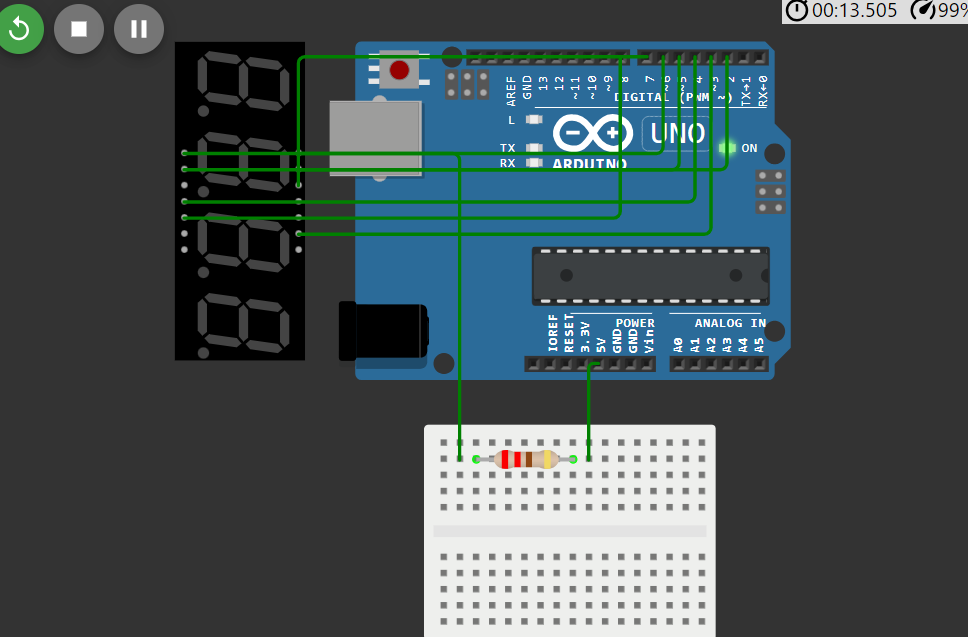 00:13.505 99%
AREF
GND
13
12
~11
~10
~9
8
7
~6
~5
4
~3
2
TX→1
RX←0
DIGITAL (PWM ~)
L
TX
RX
UNO
ARDUINO
ON
IOREF
RESET
3.3V
5V
GND
GND
Vin
POWER
ANALOG IN
A0
A1
A2
A3
A4
A5